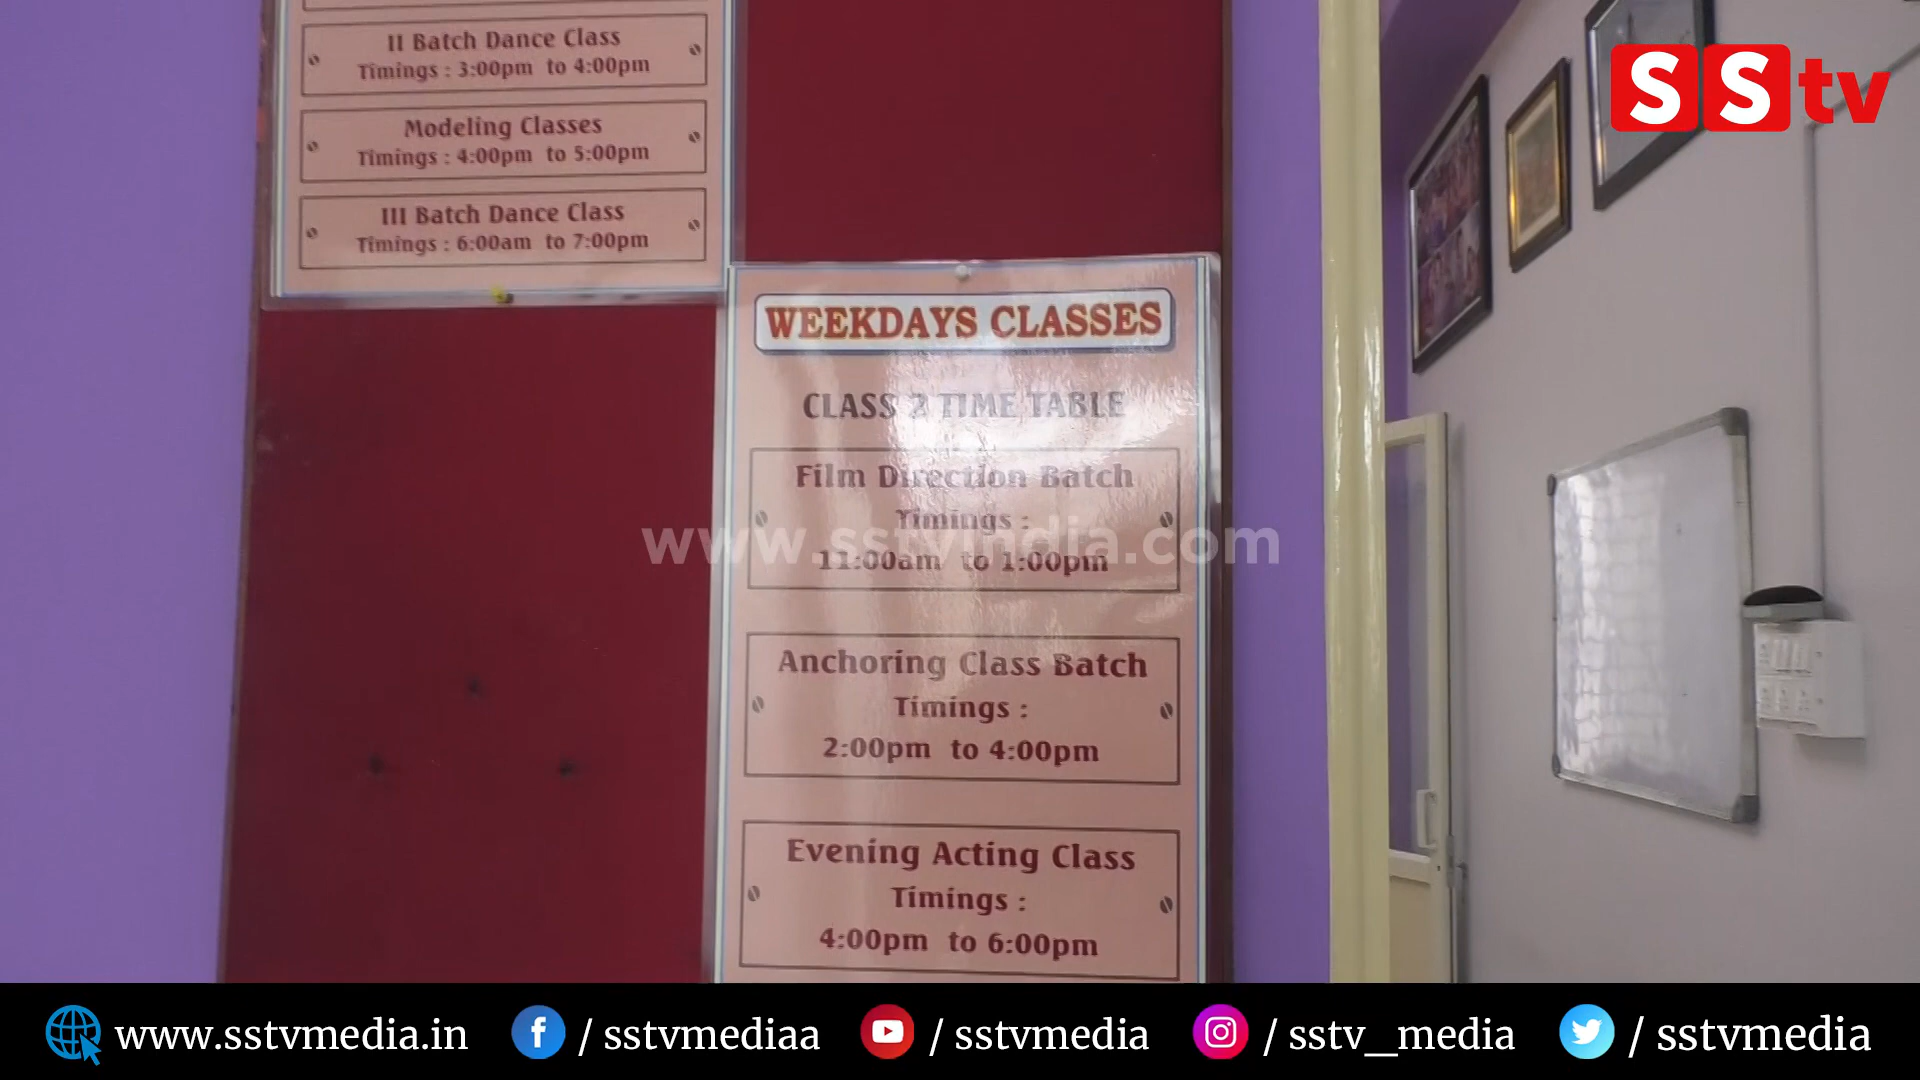 II Batch Dance Class
Timings : 3:00pm to 4:00pm
Modeling Classes
Timings : 4:00pm to 5:00pm
III Batch Dance Class
Timings : 6:00am to 7:00pm
SS tv
WEEKDAYS CLASSES
CLASS 2 TIME TABLE
Film Direction Batch
Timings :
11:00am to 1:00pm
www.sstvindia.com
Anchoring Class Batch
Timings :
2:00pm to 4:00pm
Evening Acting Class
Timings :
4:00pm to 6:00pm
www.sstvmedia.in / sstvmediaa / sstvmedia / sstv_media / sstvmedia